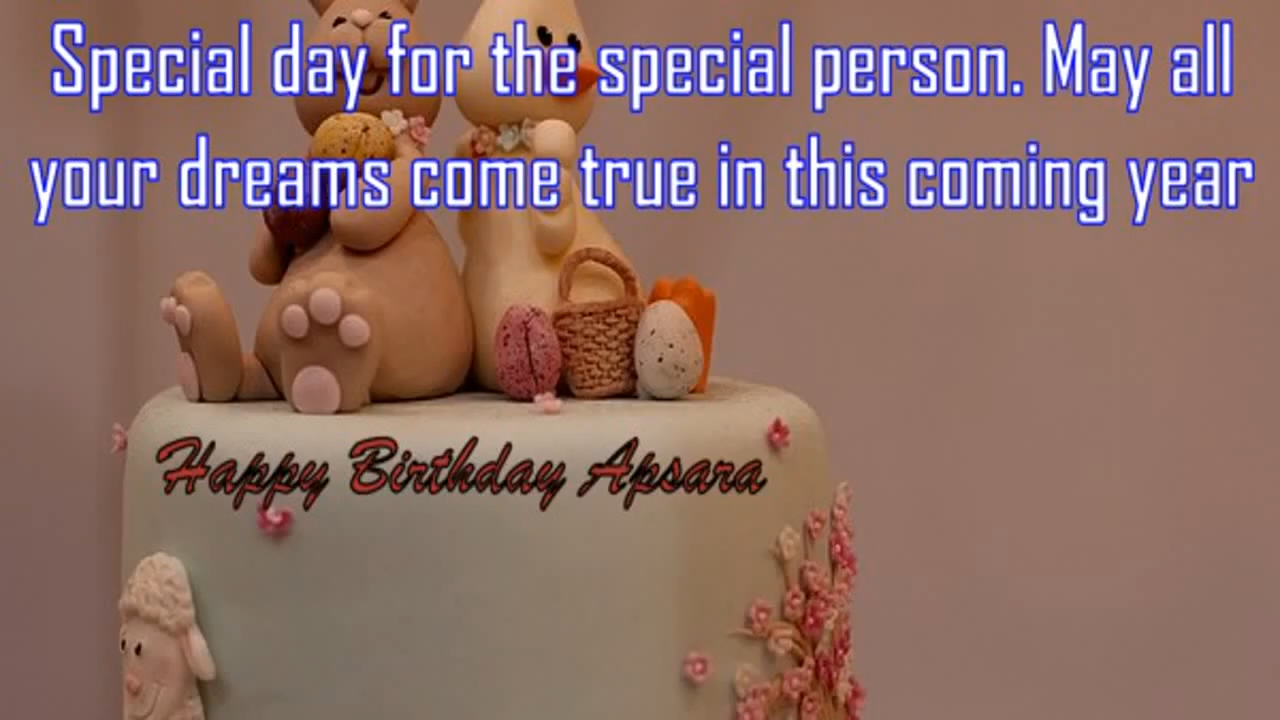 Special day for the special person. May all
your dreams come true in this coming year
Happy Birthday Apsara